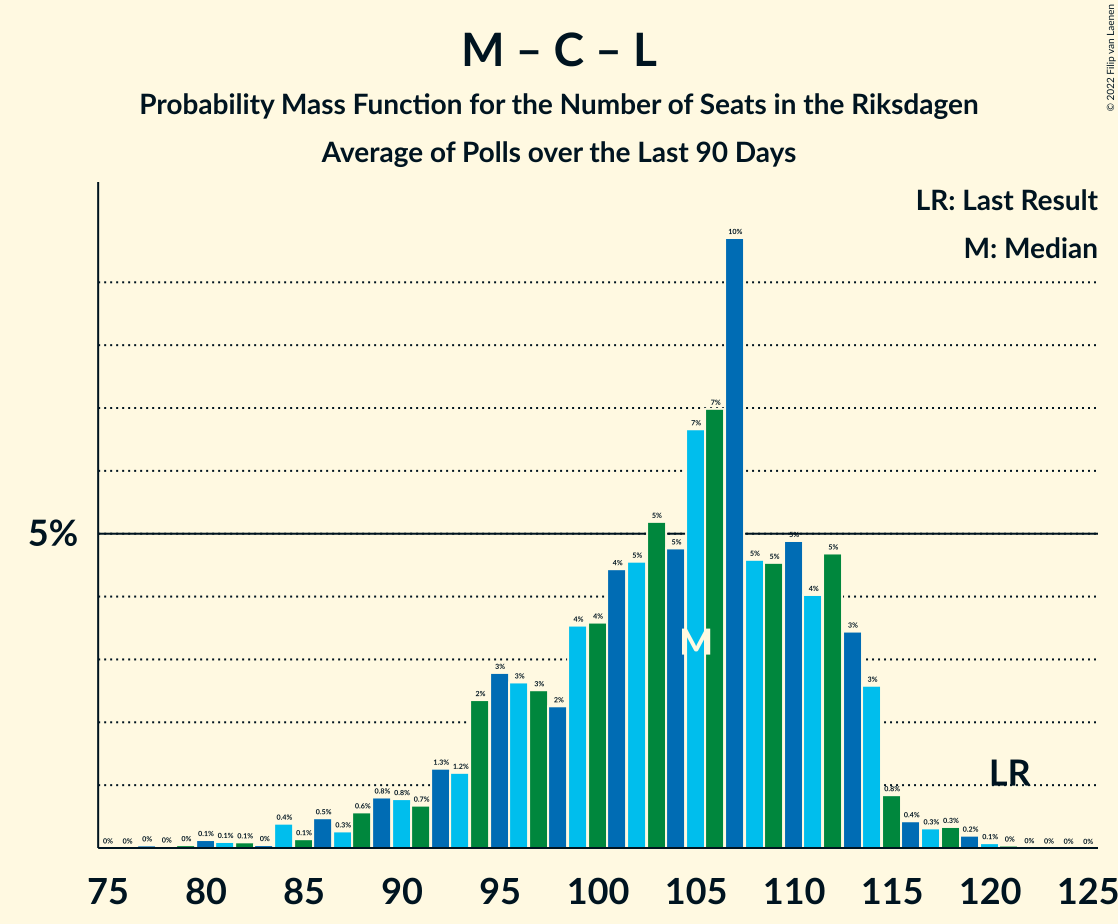 © 2022 Filip van Laenen
M – C – L
Probability Mass Function for the Number of Seats in the Riksdagen
Average of Polls over the Last 90 Days
LR: Last Result
M: Median
5%
0% 0% 0% 0% 0% 0.1% 0.1% 0.1% 0% 0.4% 0.1% 0.5% 0.3% 0.6% 0.8% 0.8% 0.7% 1.3% 1.2% 2% 3% 3% 3% 2% 4% 4% 4% 5% 5% 5% 7% 7% 10% 5% 5% 5% 4% 5% 3% 3% 0.8% 0.4% 0.3% 0.3% 0.2% 0.1% 0% 0% 0% 0% 0%
M
LR
75 80 85 90 95 100 105 110 115 120 125